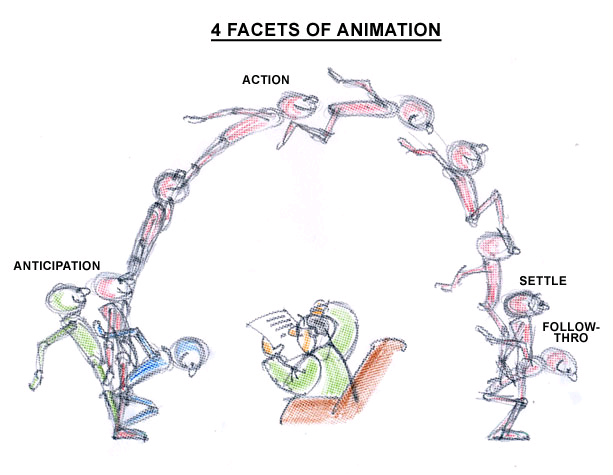 4 FACETS OF ANIMATION
ACTION
ANTICIPATION
SETTLE
FOLLOW-
THRO